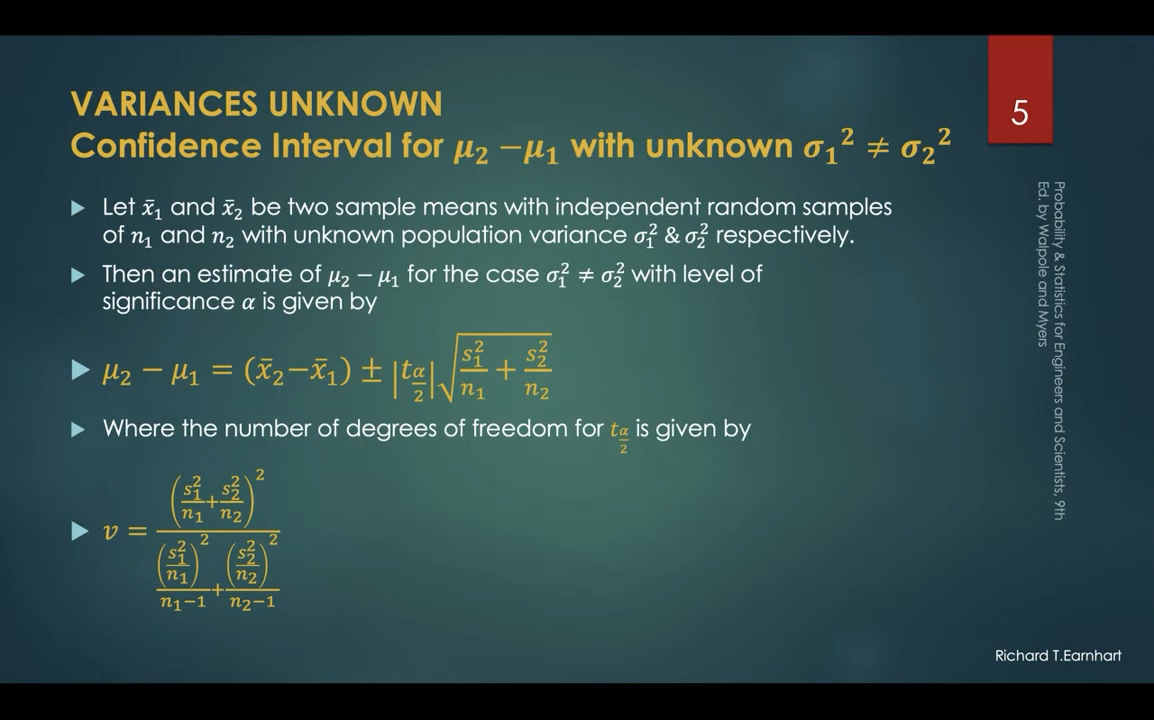 VARIANCES UNKNOWN
Confidence Interval for μ₂ −μ₁ with unknown σ₁² ≠ σ₂²
5
▶ Let x̄₁ and x̄₂ be two sample means with independent random samples
of n₁ and n₂ with unknown population variance σ₁² & σ₂² respectively.
▶ Then an estimate of μ₂ − μ₁ for the case σ₁² ≠ σ₂² with level of
significance α is given by
▶ μ₂ − μ₁ = (x̄₂−x̄₁) ± |t_{α/2}| √(s₁²/n₁ + s₂²/n₂)
▶ Where the number of degrees of freedom for t_{α/2} is given by
▶ v = (s₁²/n₁+s₂²/n₂)² / ((s₁²/n₁)²/(n₁−1)+(s₂²/n₂)²/(n₂−1))
Probability & Statistics for Engineers and Scientists, 9th
Ed. by Walpole and Myers
Richard T.Earnhart